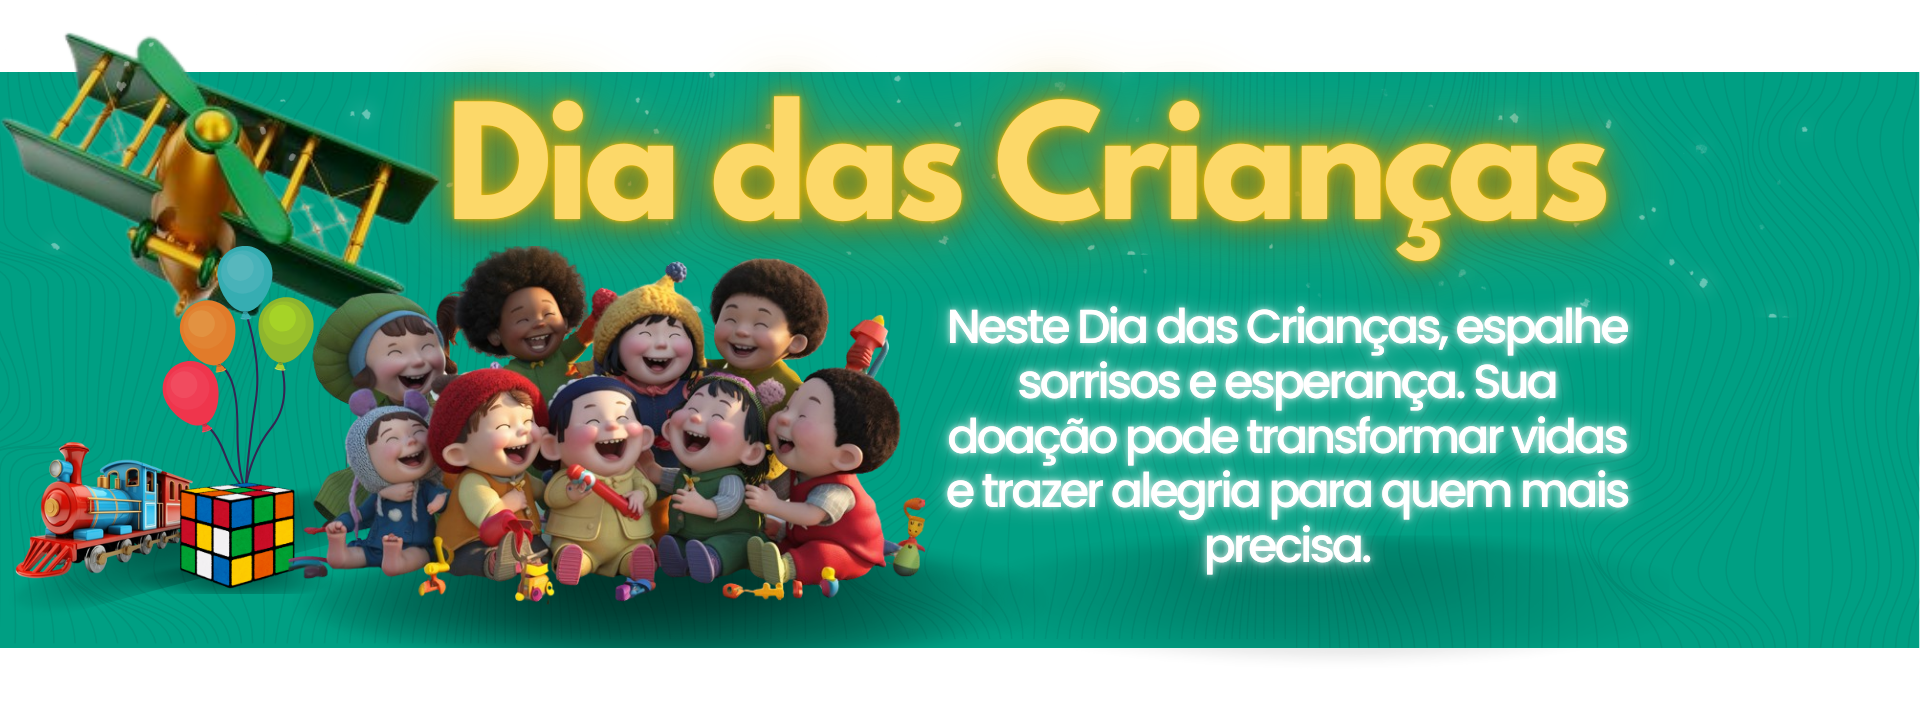 Dia das Crianças
Neste Dia das Crianças, espalhe
sorrisos e esperança. Sua
doação pode transformar vidas
e trazer alegria para quem mais
precisa.